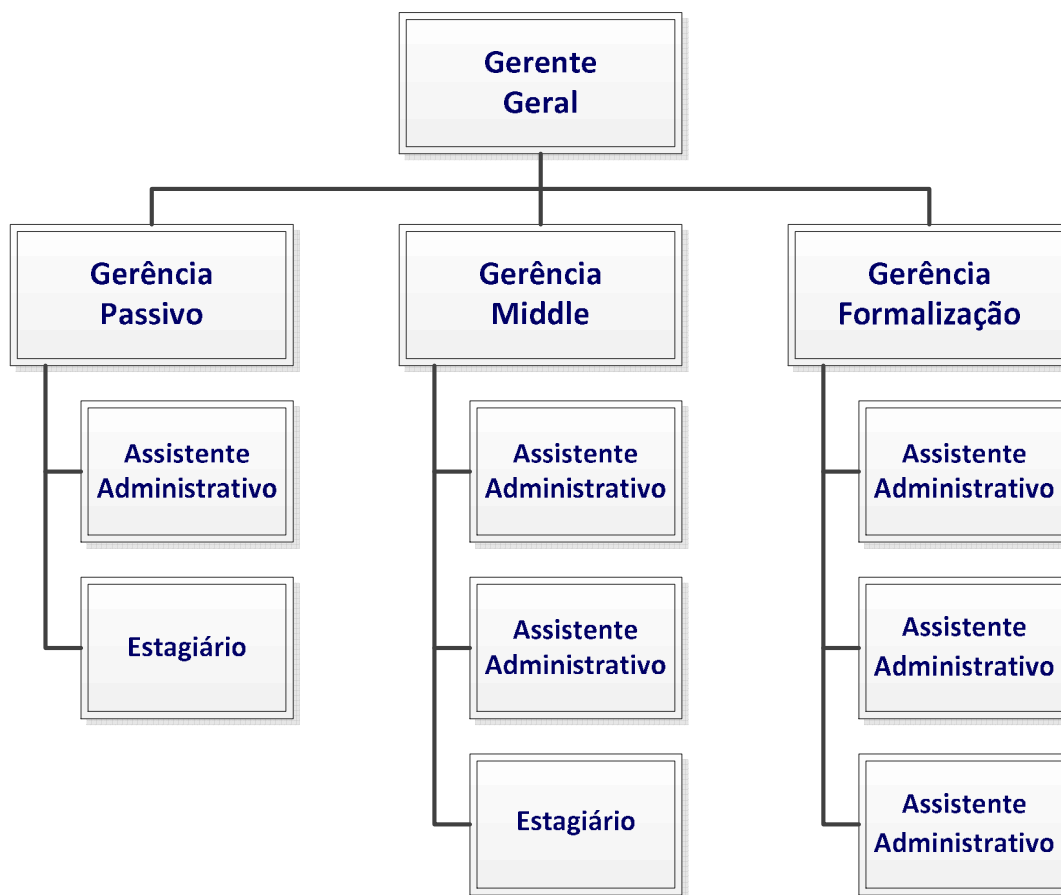 Gerente
Geral
Gerência
Passivo
Gerência
Middle
Gerência
Formalização
Assistente
Administrativo
Assistente
Administrativo
Assistente
Administrativo
Estagiário
Assistente
Administrativo
Assistente
Administrativo
Estagiário
Assistente
Administrativo